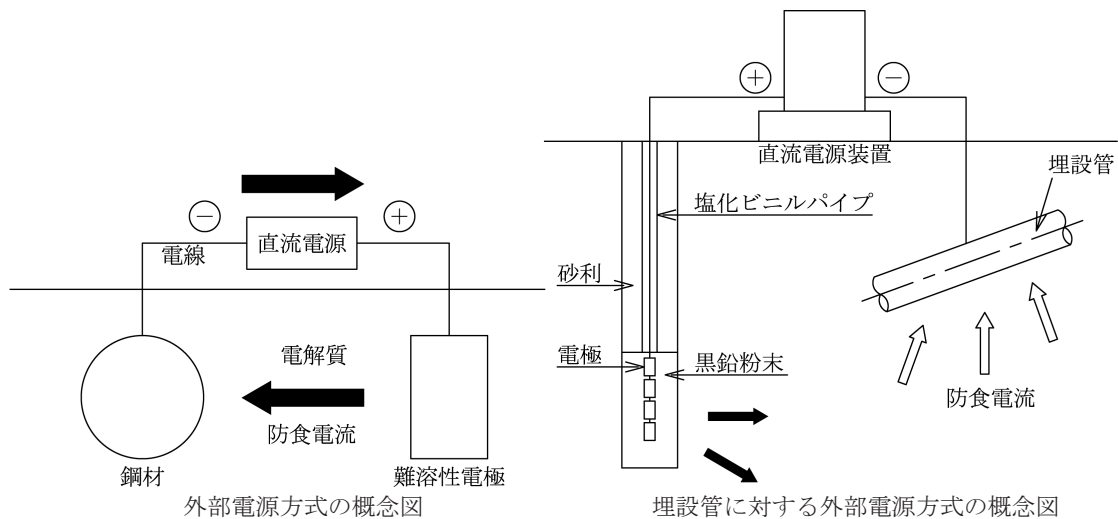 ⊖
⊕
直流電源
電線
電解質
防食電流
鋼材
難溶性電極
外部電源方式の概念図
⊕
⊖
直流電源装置
埋設管
塩化ビニルパイプ
砂利
電極
黒鉛粉末
防食電流
埋設管に対する外部電源方式の概念図